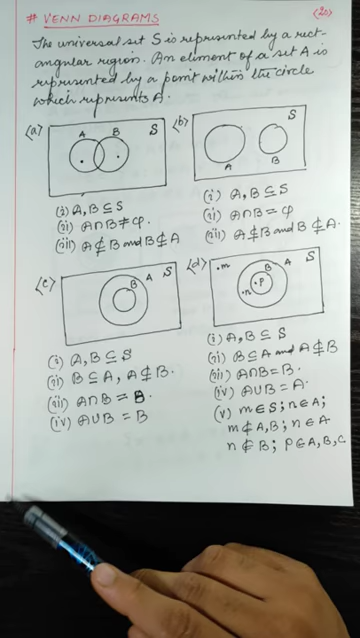 # VENN DIAGRAMS (20)
The universal set S is represented by a rect-
angular region. An element of a set A is
represented by a point within the circle
which represents A.
(a) A B S
(b) S A B
(i) A, B ⊆ S
(ii) A∩B ≠ φ.
(iii) A ⊄ B and B ⊄ A
(i) A, B ⊆ S
(ii) A∩B = φ
(iii) A ⊄ B and B ⊄ A.
(c) B A S
(d) .m .n .P B A S
(i) A, B ⊆ S
(ii) B ⊆ A, A ⊄ B.
(iii) A∩B = B.
(iv) A∪B = B
(i) A, B ⊆ S
(ii) B ⊆ A and A ⊄ B
(iii) A∩B = B.
(iv) A∪B = A.
(v) m ∈ S; n ∈ A;
m ∉ A, B; n ∈ A
n ∉ B; P ∈ A, B, C